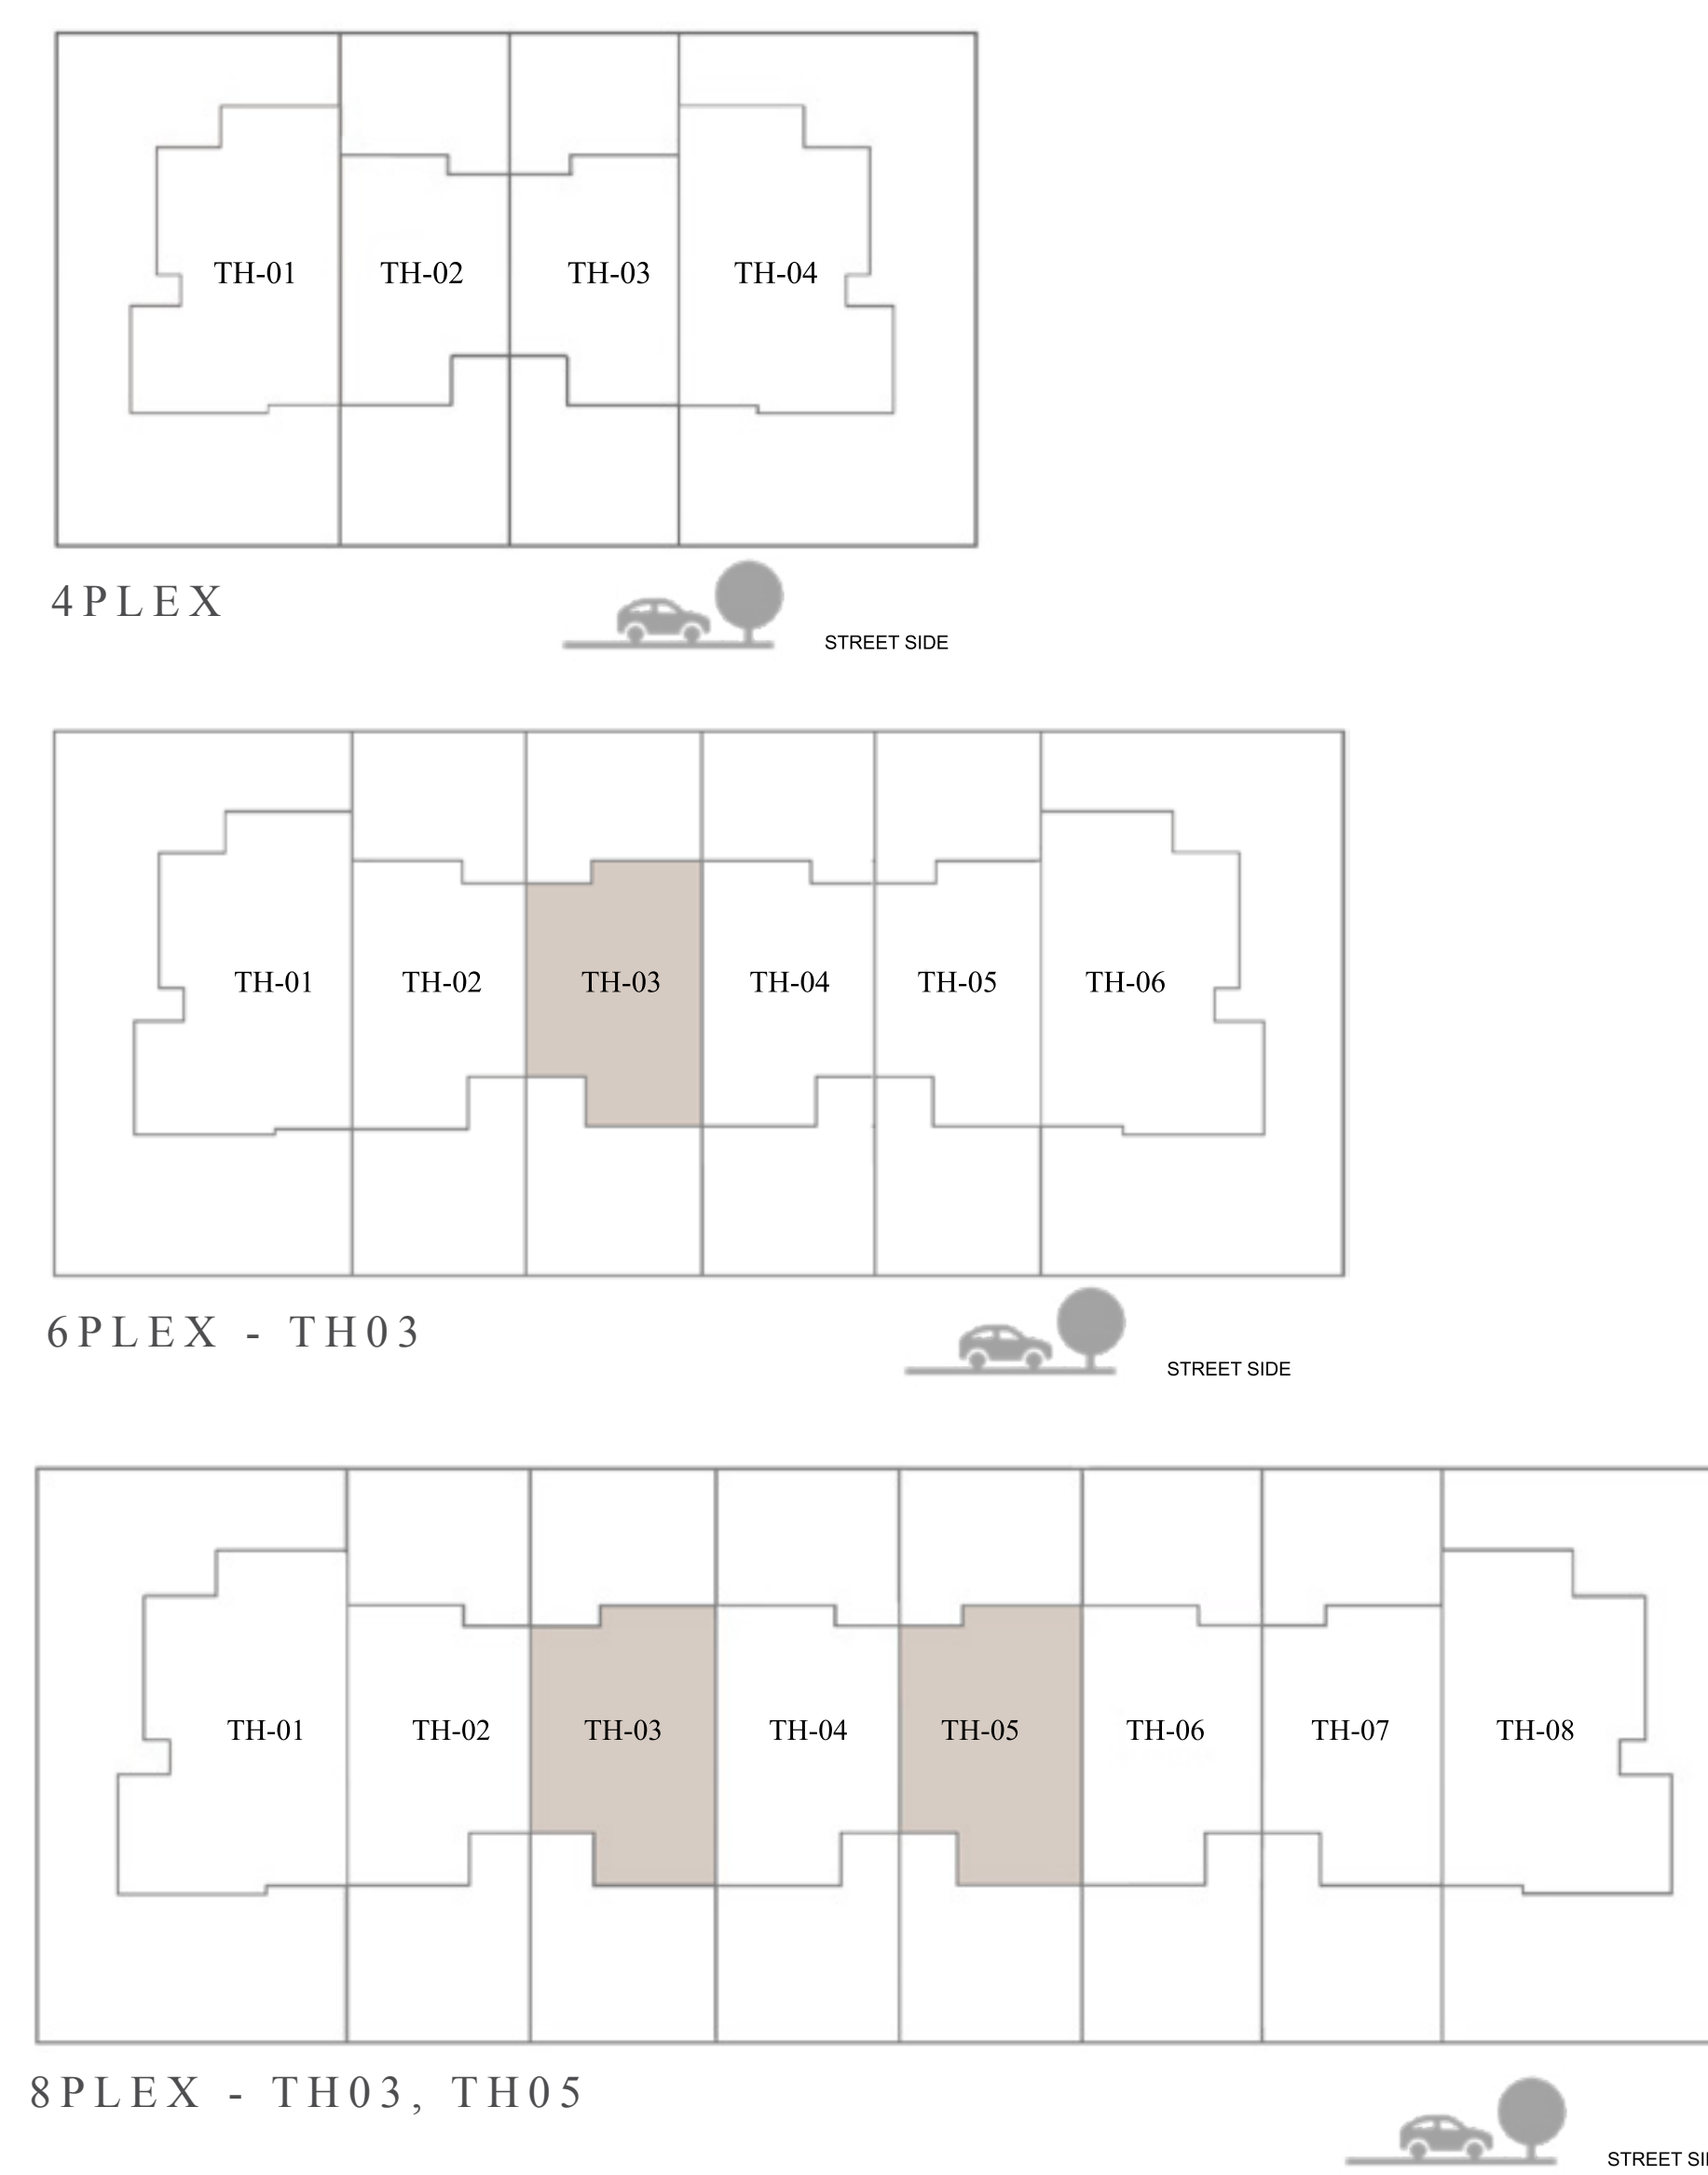 TH-01 TH-02 TH-03 TH-04
4PLEX
STREET SIDE
TH-01 TH-02 TH-03 TH-04 TH-05 TH-06
6PLEX - TH03
STREET SIDE
TH-01 TH-02 TH-03 TH-04 TH-05 TH-06 TH-07 TH-08
8PLEX - TH03, TH05
STREET